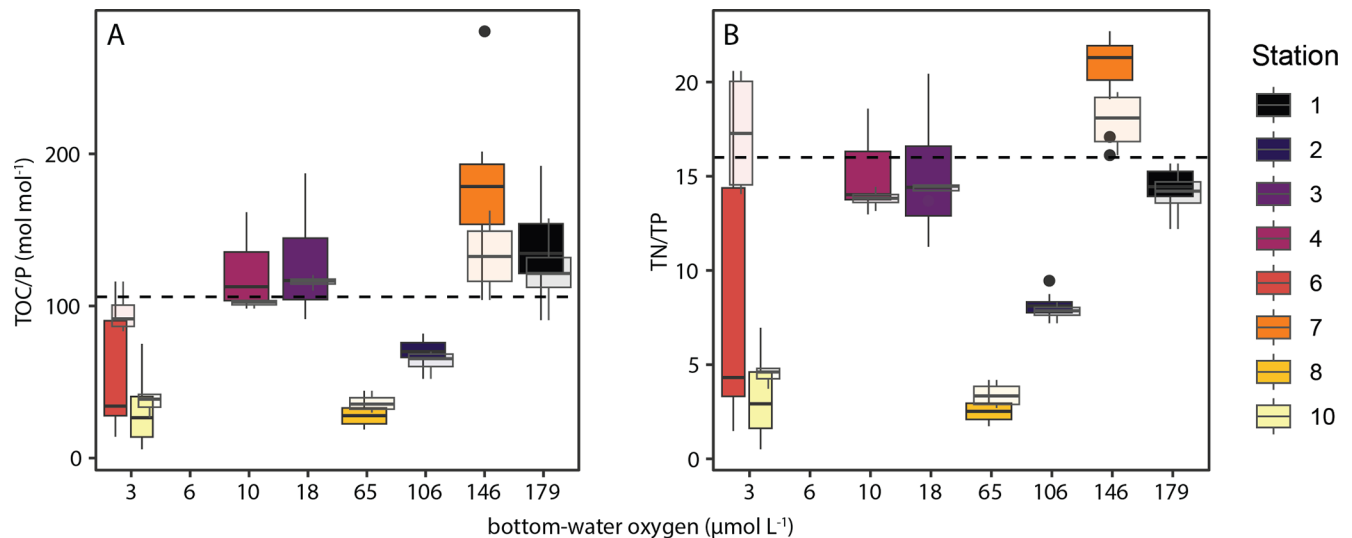 A
TOC/P (mol mol-1)
200
100
0
3 6 10 18 65 106 146 179
B
TN/TP
20
15
10
5
0
3 6 10 18 65 106 146 179
bottom-water oxygen (μmol L-1)
Station
1
2
3
4
6
7
8
10